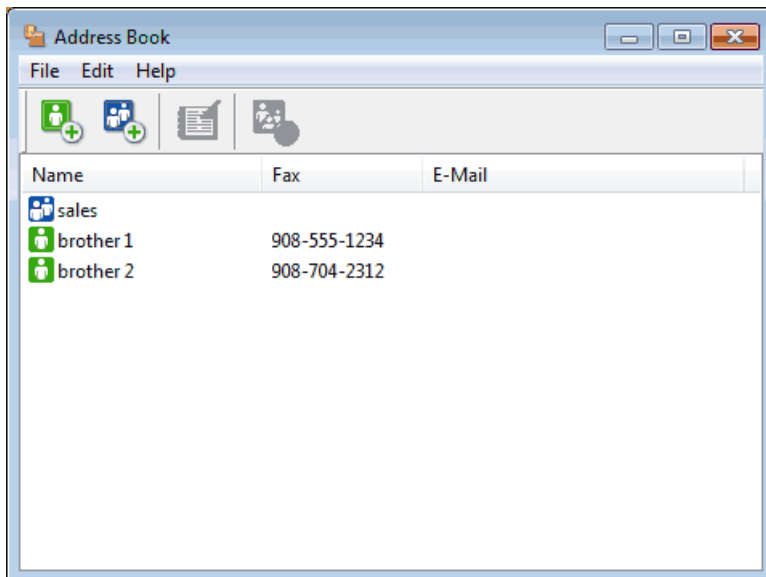 Address Book
File Edit Help
Name Fax E-Mail
sales
brother 1 908-555-1234
brother 2 908-704-2312